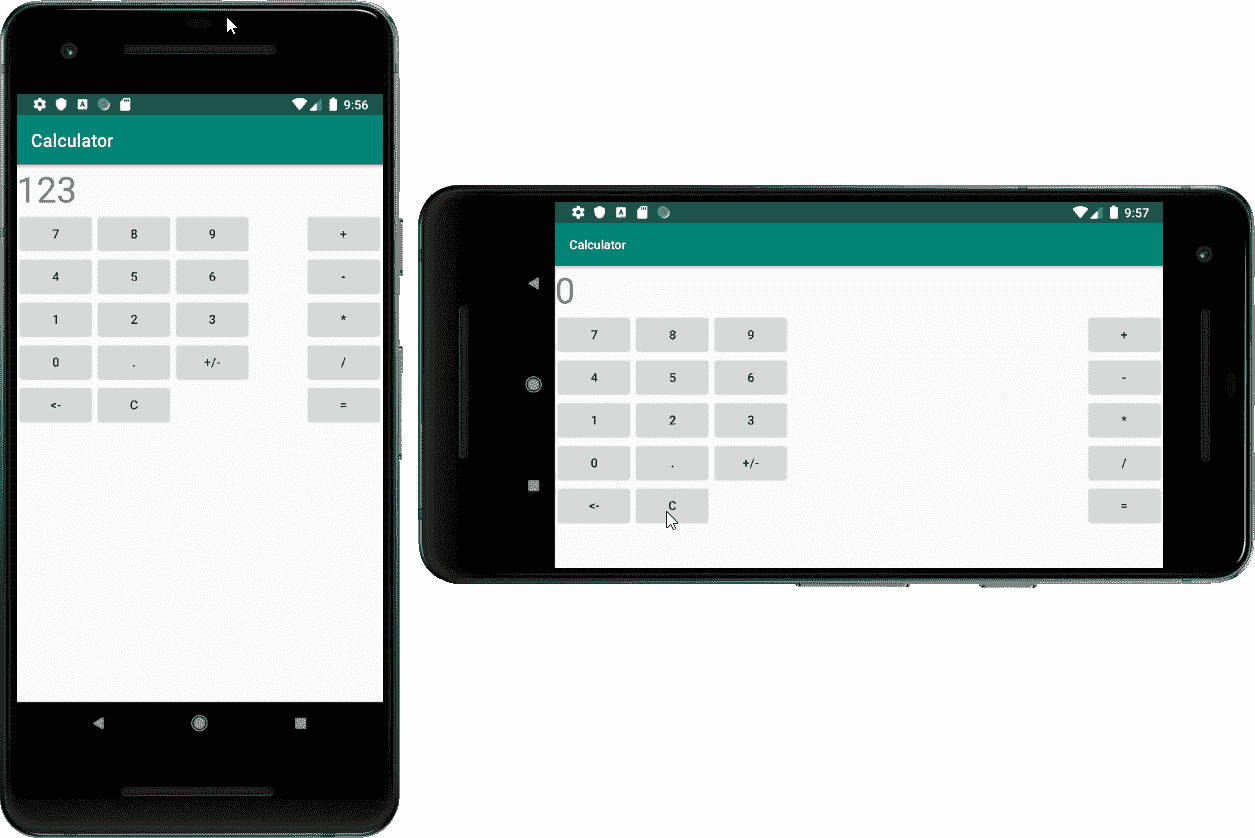 9:56
Calculator
123
7 8 9 +
4 5 6 -
1 2 3 *
0 . +/- /
<- C =
A
9:57
Calculator
0
7 8 9 +
4 5 6 -
1 2 3 *
0 . +/- /
<- C =